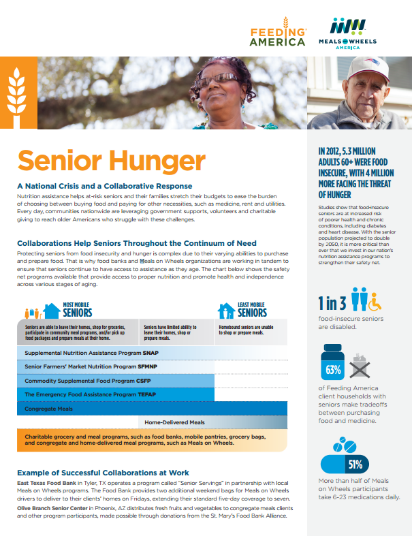 FEEDING
AMERICA
MEALS ON WHEELS
AMERICA
Senior Hunger
A National Crisis and a Collaborative Response
Nutrition assistance helps at-risk seniors and their families stretch their budgets to ease the burden
of choosing between buying food and paying for other necessities, such as medicine, rent and utilities.
Every day, communities nationwide are leveraging government supports, volunteers and charitable
giving to reach older Americans who struggle with these challenges.
Collaborations Help Seniors Throughout the Continuum of Need
Protecting seniors from food insecurity and hunger is complex due to their varying abilities to purchase
and prepare food. That is why food banks and Meals on Wheels organizations are working in tandem to
ensure that seniors continue to have access to assistance as they age. The chart below shows the safety
net programs available that provide access to proper nutrition and promote health and independence
across various stages of aging.
MOST MOBILE
SENIORS
LEAST MOBILE
SENIORS
Seniors are able to leave their homes, shop for groceries,
participate in community meal programs, and/or pick up
food packages and prepare meals at their home.
Seniors have limited ability to
leave their homes, shop or
prepare meals.
Homebound seniors are unable
to shop or prepare meals.
Supplemental Nutrition Assistance Program SNAP
Senior Farmers' Market Nutrition Program SFMNP
Commodity Supplemental Food Program CSFP
The Emergency Food Assistance Program TEFAP
Congregate Meals
Home-Delivered Meals
Charitable grocery and meal programs, such as food banks, mobile pantries, grocery bags,
and congregate and home-delivered meal programs, such as Meals on Wheels.
Example of Successful Collaborations at Work
East Texas Food Bank in Tyler, TX operates a program called "Senior Servings" in partnership with local
Meals on Wheels programs. The Food Bank provides two additional weekend bags for Meals on Wheels
drivers to deliver to their clients' homes on Fridays, extending their standard five-day coverage to seven.
Olive Branch Senior Center in Phoenix, AZ distributes fresh fruits and vegetables to congregate meals clients
and other program participants, made possible through donations from the St. Mary's Food Bank Alliance.
IN 2012, 5.3 MILLION
ADULTS 60+ WERE FOOD
INSECURE, WITH 4 MILLION
MORE FACING THE THREAT
OF HUNGER
Studies show that food-insecure
seniors are at increased risk
of poorer health and chronic
conditions, including diabetes
and heart disease. With the senior
population projected to double
by 2050, it is more critical than
ever that we invest in our nation's
nutrition assistance programs to
strengthen their safety net.
1 in 3
food-insecure seniors
are disabled.
63%
of Feeding America
client households with
seniors make tradeoffs
between purchasing
food and medicine.
51%
More than half of Meals
on Wheels participants
take 6-23 medications daily.